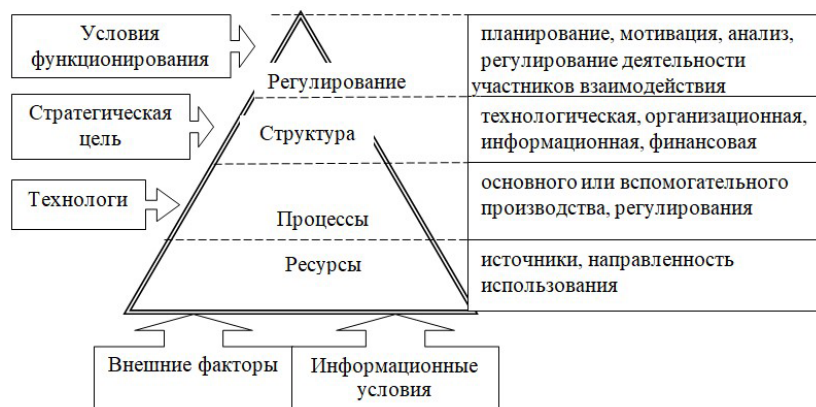 Условия
функционирования
Стратегическая
цель
Технологи
Регулирование
Структура
Процессы
Ресурсы
планирование, мотивация, анализ,
регулирование деятельности
участников взаимодействия
технологическая, организационная,
информационная, финансовая
основного или вспомогательного
производства, регулирования
источники, направленность
использования
Внешние факторы
Информационные
условия